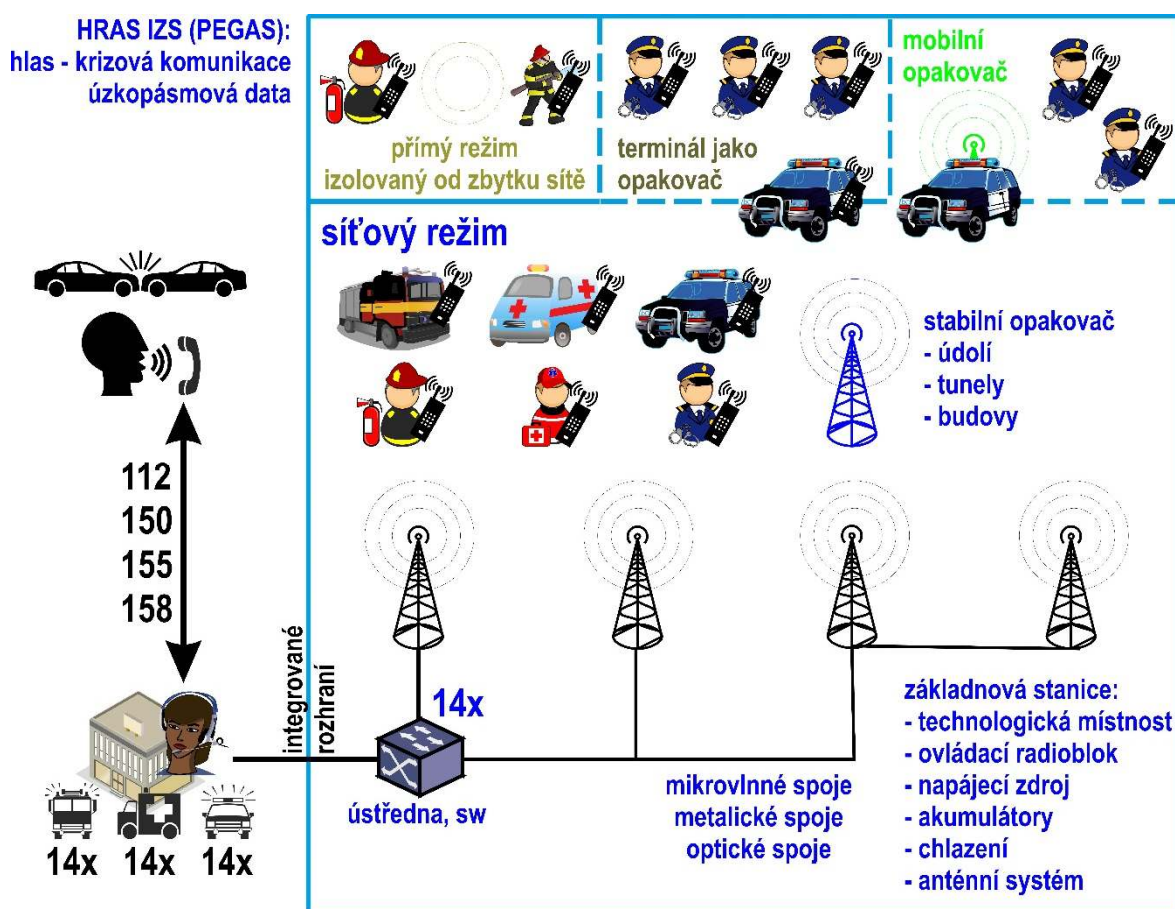 HRAS IZS (PEGAS):
hlas - krizová komunikace
úzkopásmová data
přímý režim
izolovaný od zbytku sítě
terminál jako
opakovač
mobilní
opakovač
síťový režim
stabilní opakovač
- údolí
- tunely
- budovy
112
150
155
158
integrované
rozhraní
14x
ústředna, sw
mikrovlnné spoje
metalické spoje
optické spoje
základnová stanice:
- technologická místnost
- ovládací radioblok
- napájecí zdroj
- akumulátory
- chlazení
- anténní systém
14x 14x 14x